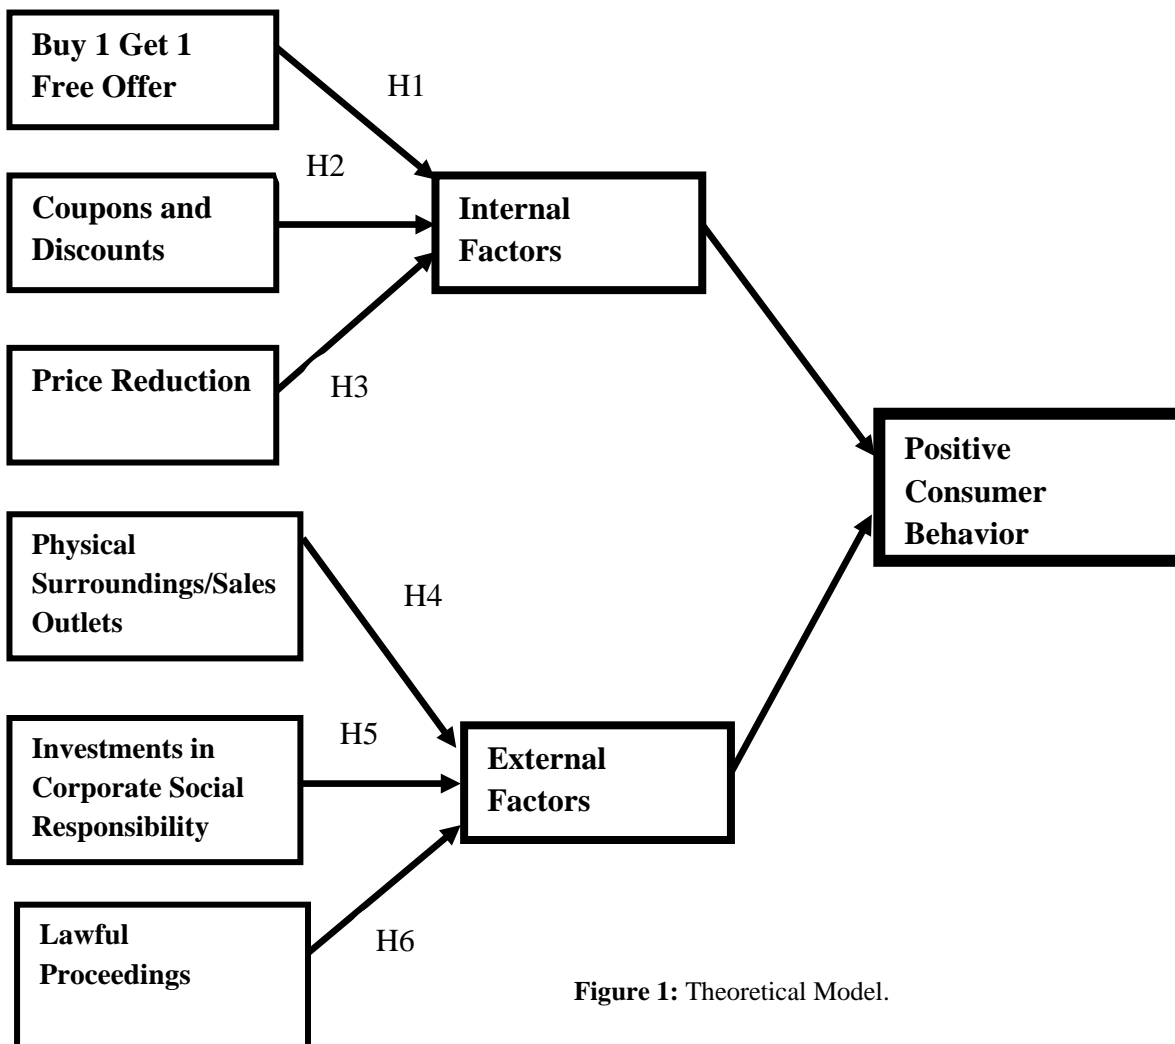 Buy 1 Get 1
Free Offer
H1
H2
Coupons and
Discounts
Internal
Factors
Price Reduction
H3
Positive
Consumer
Behavior
Physical
Surroundings/Sales
Outlets
H4
H5
Investments in
Corporate Social
Responsibility
External
Factors
Lawful
Proceedings
H6
Figure 1: Theoretical Model.